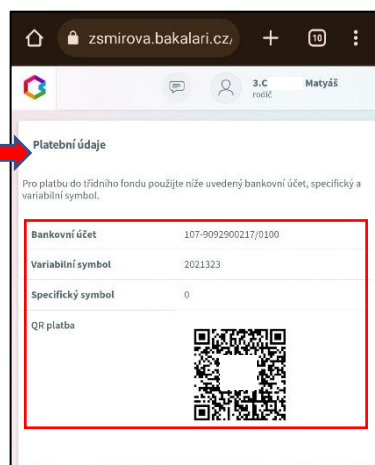 zsmirova.bakalari.cz/
10
3.C Matyáš
rodič
Platební údaje
Pro platbu do třídního fondu použijte níže uvedený bankovní účet, specifický a
variabilní symbol.
Bankovní účet 107-9092900217/0100
Variabilní symbol 2021323
Specifický symbol 0
QR platba